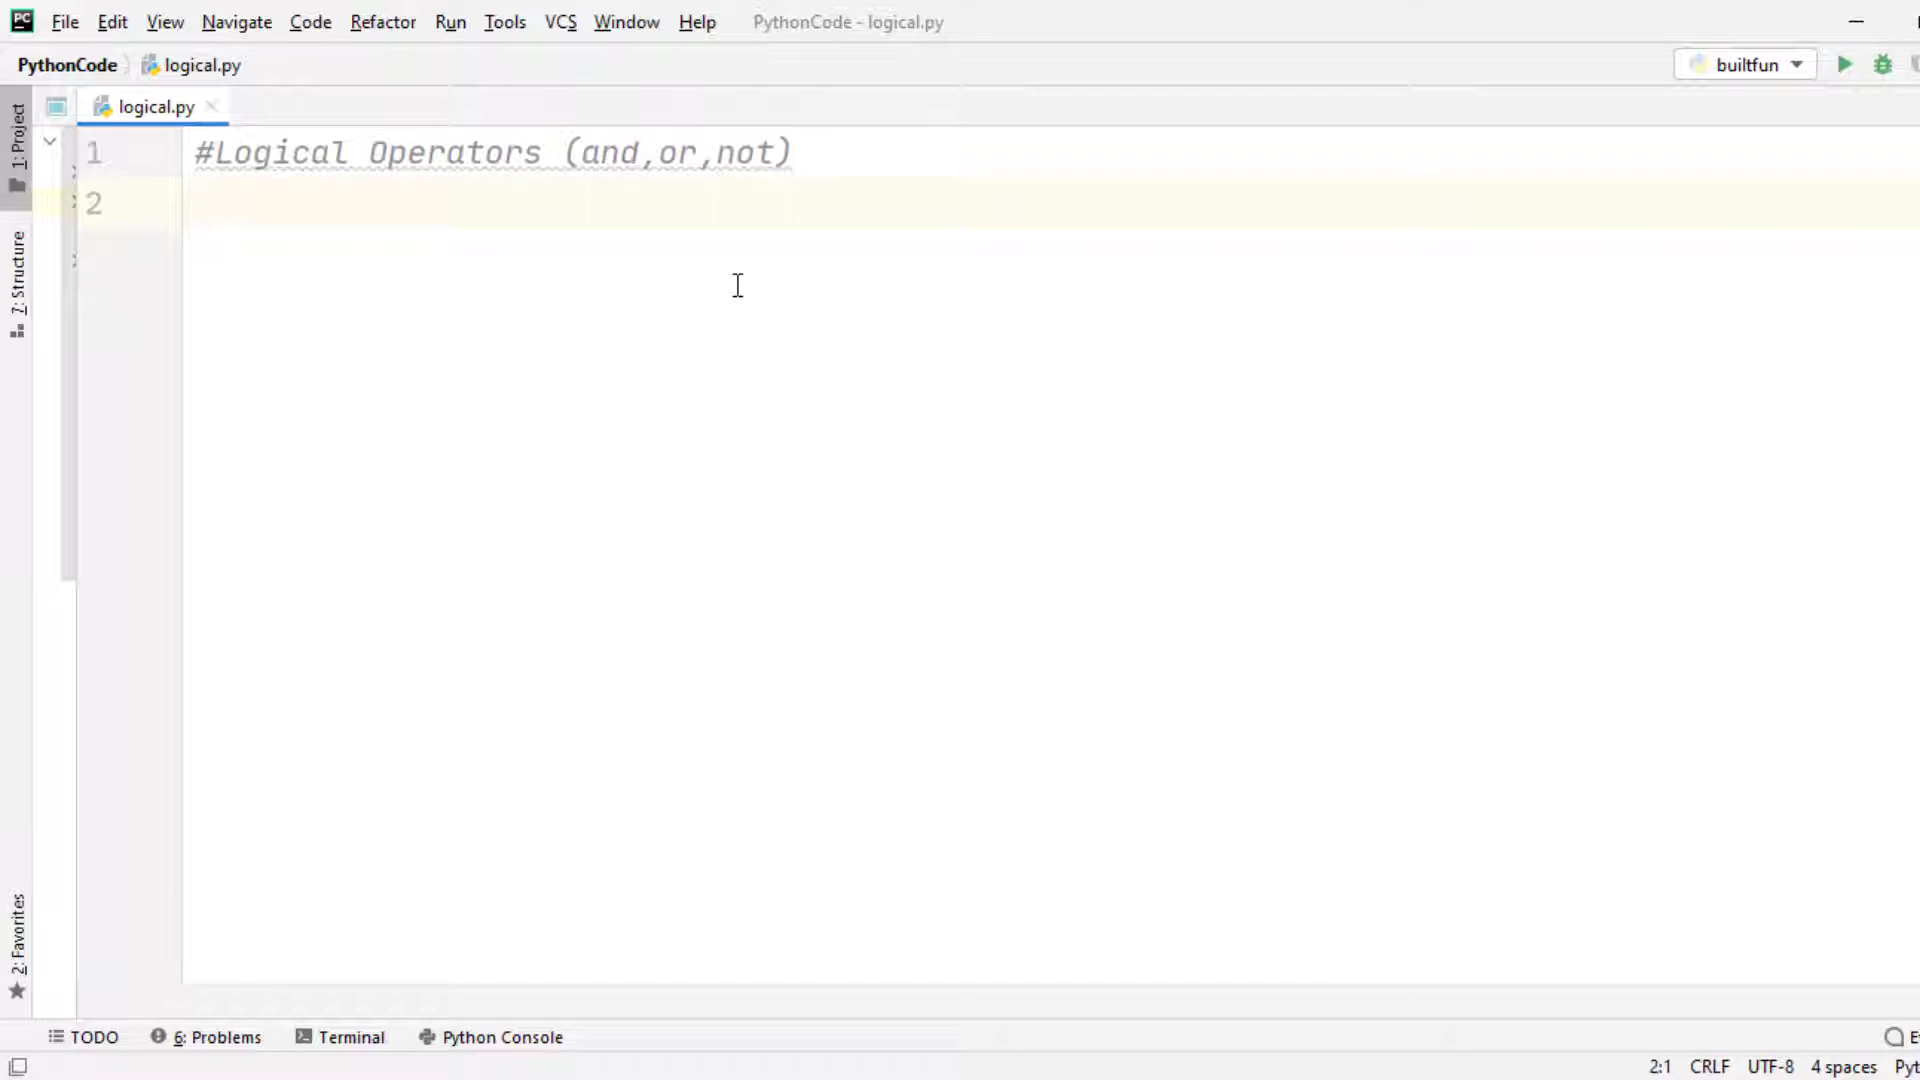 PC File Edit View Navigate Code Refactor Run Tools VCS Window Help PythonCode - logical.py
PythonCode logical.py builtfun
logical.py
1: Project
7: Structure
2: Favorites
1 #Logical Operators (and,or,not)
2
TODO 6: Problems Terminal Python Console
2:1 CRLF UTF-8 4 spaces